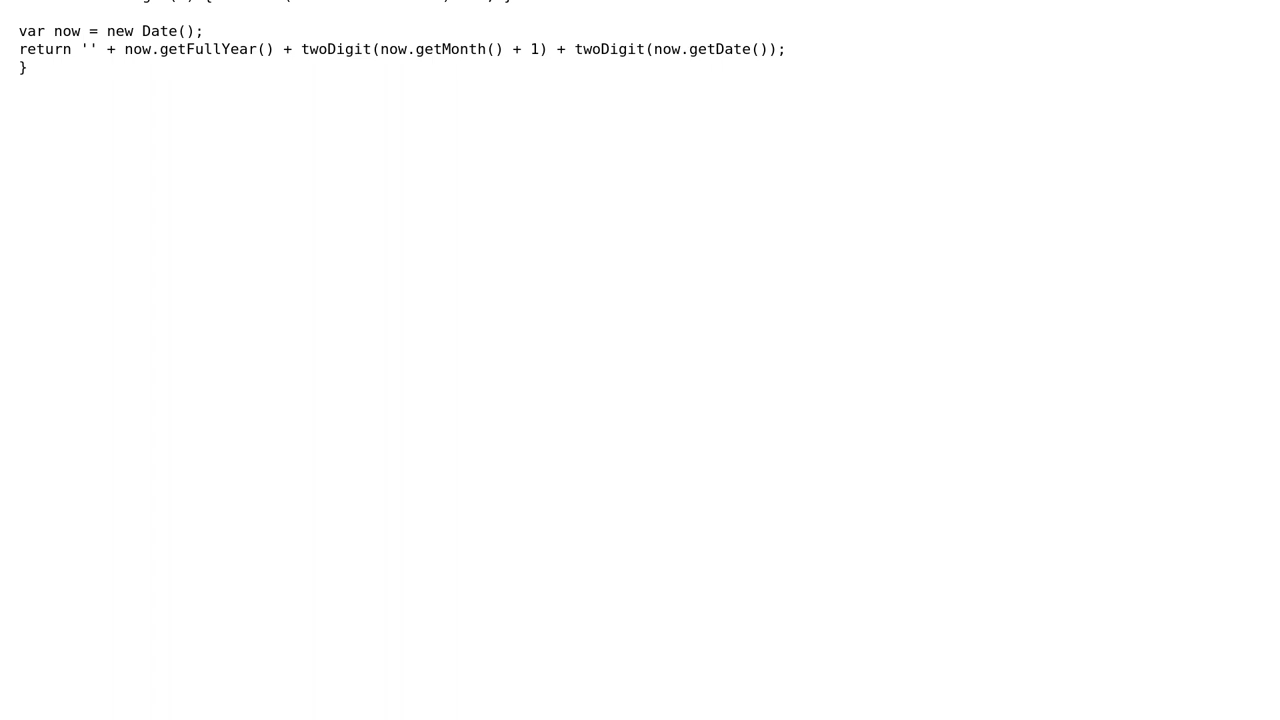 var now = new Date();
return '' + now.getFullYear() + twoDigit(now.getMonth() + 1) + twoDigit(now.getDate());
}